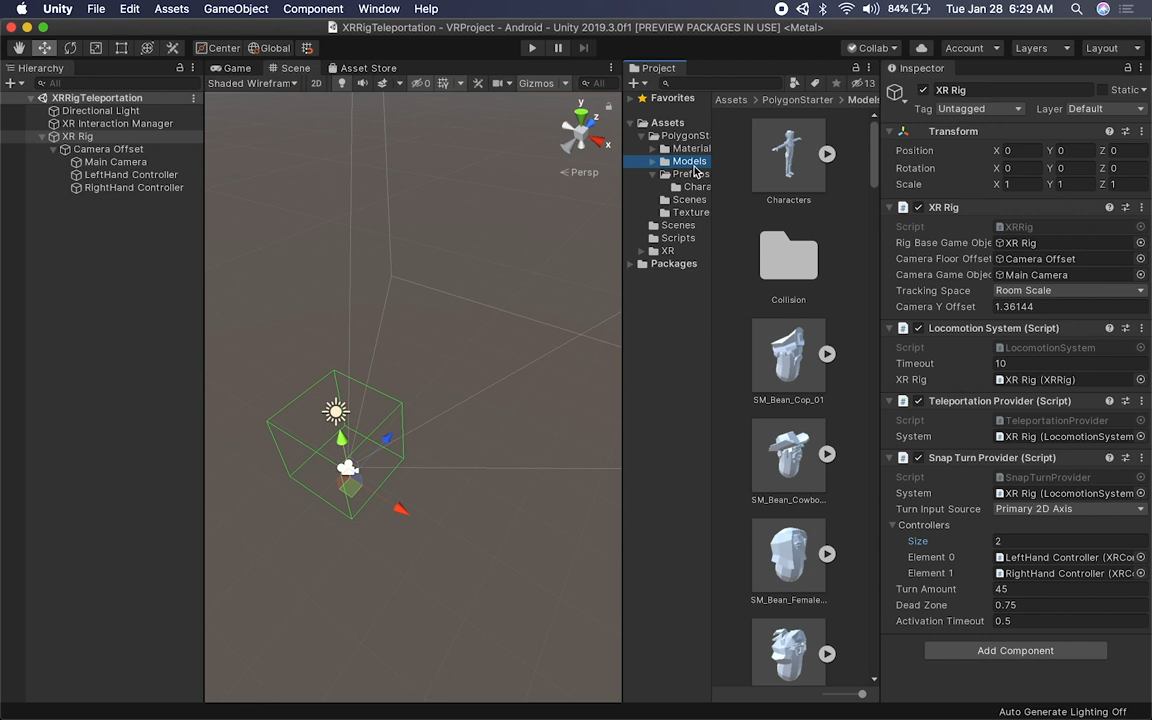 Unity File Edit Assets GameObject Component Window Help 84% Tue Jan 28 6:29 AM
XRRigTeleportation - VRProject - Android - Unity 2019.3.0f1 [PREVIEW PACKAGES IN USE] <Metal>
Center Global Collab Account Layers Layout
Hierarchy
All
XRRigTeleportation
Directional Light
XR Interaction Manager
XR Rig
Camera Offset
Main Camera
LeftHand Controller
RightHand Controller
Game Scene Asset Store
Shaded Wirefram 2D 0 Gizmos All
y
z
x
Persp
Project
13
Favorites
Assets
PolygonSt
Material
Models
Prefabs
Chara
Scenes
Texture
Scenes
Scripts
XR
Packages
Assets > PolygonStarter > Models
Characters
Collision
SM_Bean_Cop_01
SM_Bean_Cowbo...
SM_Bean_Female...
Inspector
XR Rig Static
Tag Untagged Layer Default
Transform
Position X 0 Y 0 Z 0
Rotation X 0 Y 0 Z 0
Scale X 1 Y 1 Z 1
XR Rig
Script XRRig
Rig Base Game Obje XR Rig
Camera Floor Offset Camera Offset
Camera Game Objec Main Camera
Tracking Space Room Scale
Camera Y Offset 1.36144
Locomotion System (Script)
Script LocomotionSystem
Timeout 10
XR Rig XR Rig (XRRig)
Teleportation Provider (Script)
Script TeleportationProvider
System XR Rig (LocomotionSystem
Snap Turn Provider (Script)
Script SnapTurnProvider
System XR Rig (LocomotionSystem
Turn Input Source Primary 2D Axis
Controllers
Size 2
Element 0 LeftHand Controller (XRCo
Element 1 RightHand Controller (XRC
Turn Amount 45
Dead Zone 0.75
Activation Timeout 0.5
Add Component
Auto Generate Lighting Off